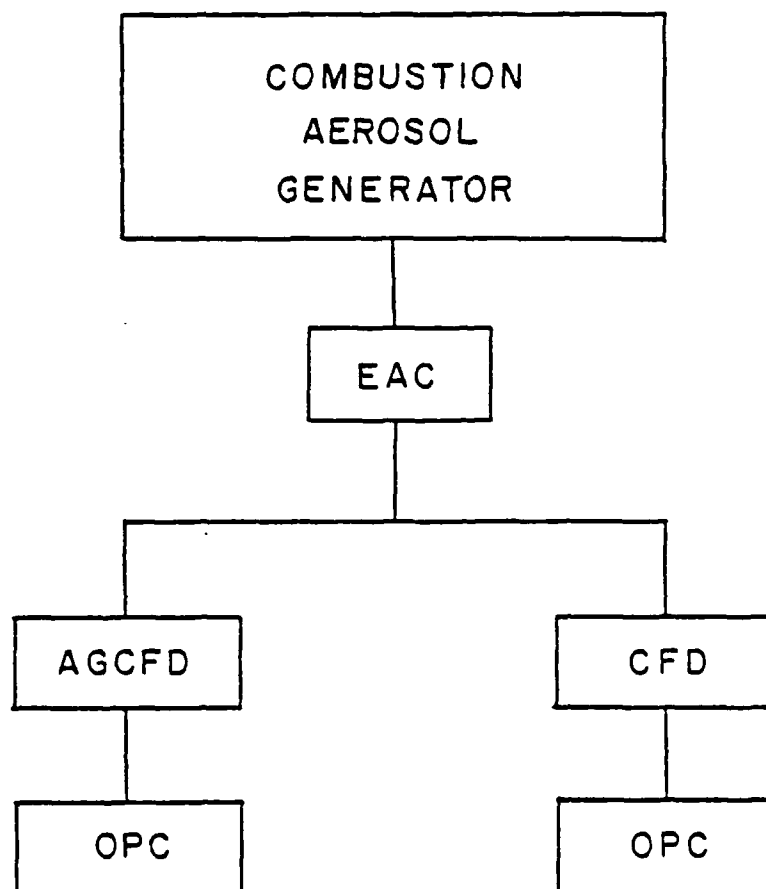 COMBUSTION
AEROSOL
GENERATOR
EAC
AGCFD
CFD
OPC
OPC